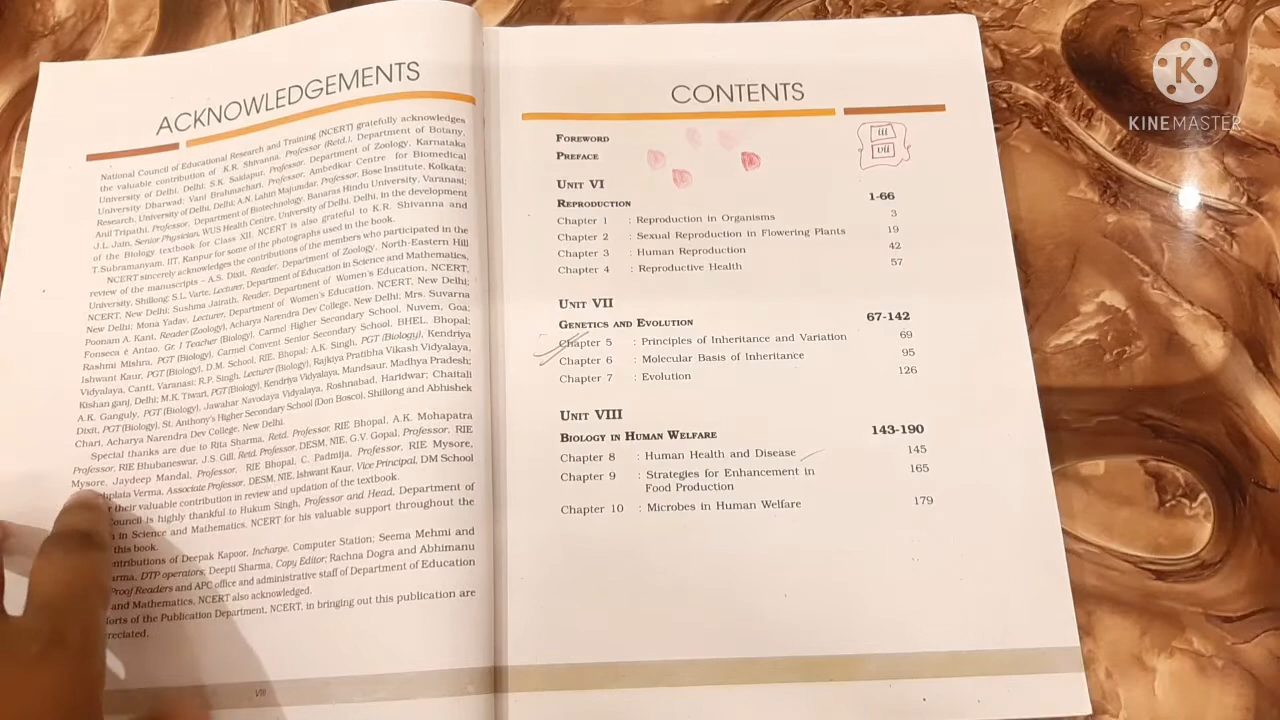 ACKNOWLEDGEMENTS
National Council of Educational Research and Training (NCERT) gratefully acknowledges
the valuable contribution of K.R. Shivanna, Professor (Retd.), Department of Botany,
University of Delhi, Delhi; S.K. Saidapur, Professor, Department of Zoology, Karnataka
University Dharwad; Vani Brahmachari, Professor, Ambedkar Centre for Biomedical
Research, University of Delhi, Delhi; A.N. Lahiri Majumdar, Professor, Bose Institute, Kolkata;
Anil Tripathi, Professor, Department of Biotechnology, Banaras Hindu University, Varanasi;
J.L. Jain, Senior Physician, WUS Health Centre, University of Delhi, Delhi, in the development
of the Biology textbook for Class XII. NCERT is also grateful to K.R. Shivanna and
T.Subramanyam, IIT, Kanpur for some of the photographs used in the book.
NCERT sincerely acknowledges the contributions of the members who participated in the
review of the manuscripts – A.S. Dixit, Reader, Department of Zoology, North-Eastern Hill
University, Shillong; S.L. Varte, Lecturer, Department of Education in Science and Mathematics,
NCERT, New Delhi; Sushma Jairath, Reader, Department of Women's Education, NCERT,
New Delhi; Mona Yadav, Lecturer, Department of Women's Education, NCERT, New Delhi;
Poonam A. Kant, Reader (Zoology), Acharya Narendra Dev College, New Delhi; Mrs. Suvarna
Fonseca è Antao, Gr. I Teacher (Biology), Carmel Higher Secondary School, Nuvem, Goa;
Rashmi Mishra, PGT (Biology), Carmel Convent Senior Secondary School, BHEL, Bhopal;
Ishwant Kaur, PGT (Biology), D.M. School, RIE, Bhopal; A.K. Singh, PGT (Biology), Kendriya
Vidyalaya, Cantt, Varanasi; R.P. Singh, Lecturer (Biology), Rajkiya Pratibha Vikash Vidyalaya,
Kishan ganj, Delhi; M.K. Tiwari, PGT (Biology), Kendriya Vidyalaya, Mandsaur, Madhya Pradesh;
A.K. Ganguly, PGT (Biology), Jawahar Navodaya Vidyalaya, Roshnabad, Haridwar; Chaitali
Dixit, PGT (Biology), St. Anthony's Higher Secondary School (Don Bosco), Shillong and Abhishek
Chari, Acharya Narendra Dev College, New Delhi
Special thanks are due to Rita Sharma, Retd. Professor, RIE Bhopal, A.K. Mohapatra
Professor, RIE Bhubaneswar, J.S. Gill, Retd. Professor, DESM, NIE, G.V. Gopal, Professor, RIE
Mysore, Jaydeep Mandal, Professor, RIE Bhopal, C. Padmija, Professor, RIE Mysore,
plata Verma, Associate Professor, DESM, NIE, Ishwant Kaur, Vice Principal, DM School
their valuable contribution in review and updation of the textbook.
Council is highly thankful to Hukum Singh, Professor and Head, Department of
in Science and Mathematics, NCERT for his valuable support throughout the
this book.
ntributions of Deepak Kapoor, Incharge, Computer Station; Seema Mehmi and
arma, DTP operators; Deepti Sharma, Copy Editor; Rachna Dogra and Abhimanu
Proof Readers and APC office and administrative staff of Department of Education
and Mathematics, NCERT also acknowledged.
forts of the Publication Department, NCERT, in bringing out this publication are
reciated.
VIII
CONTENTS
FOREWORD iii
PREFACE vii
UNIT VI
REPRODUCTION 1-66
Chapter 1 : Reproduction in Organisms 3
Chapter 2 : Sexual Reproduction in Flowering Plants 19
Chapter 3 : Human Reproduction 42
Chapter 4 : Reproductive Health 57
UNIT VII
GENETICS AND EVOLUTION 67-142
Chapter 5 : Principles of Inheritance and Variation 69
Chapter 6 : Molecular Basis of Inheritance 95
Chapter 7 : Evolution 126
UNIT VIII
BIOLOGY IN HUMAN WELFARE 143-190
Chapter 8 : Human Health and Disease 145
Chapter 9 : Strategies for Enhancement in 165
Food Production
Chapter 10 : Microbes in Human Welfare 179
K
KINEMASTER